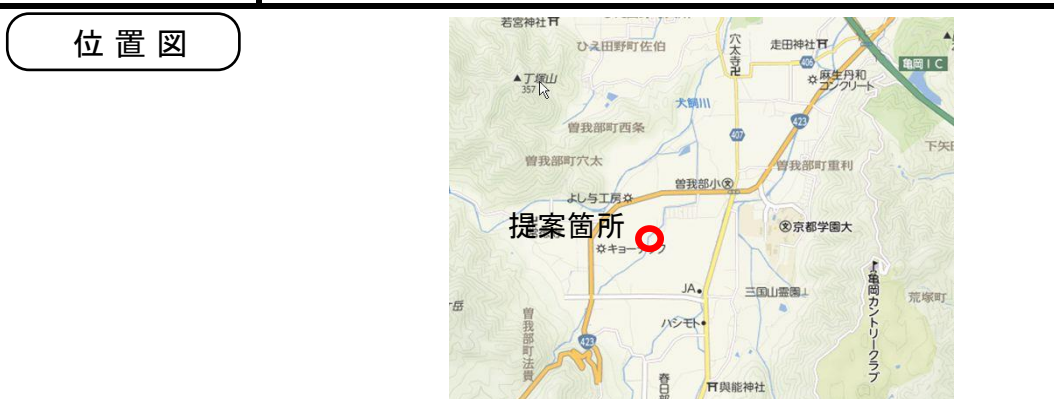 位置図
若宮神社
ひえ田野町佐伯
穴太寺
走田神社
406
亀岡IC
▲丁塚山
357
麻生丹和
コンクリート
犬飼川
423
曽我部町西条
407
下矢田
曽我部町穴太
曽我部町重利
曽我部小
よし与工房
提案箇所
京都学園大
JA
三国山霊園
亀岡カントリークラブ
荒塚町
曽我部町法貴
ハシモト
423
春日部
與能神社